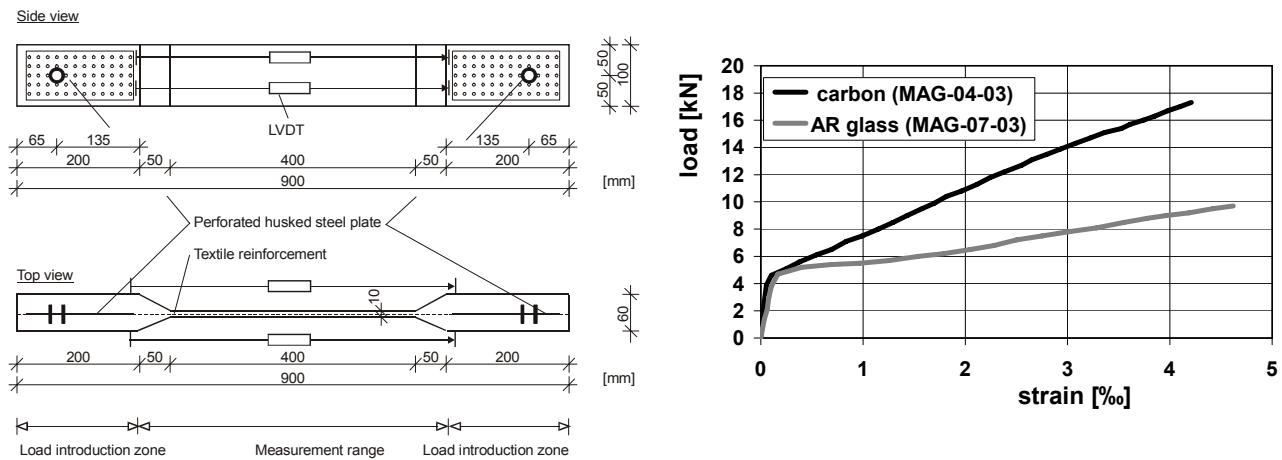 Side view
50
50
100
LVDT
65
135
135
65
200
50
400
50
200
900
[mm]
Perforated husked steel plate
Textile reinforcement
Top view
10
60
200
50
400
50
200
900
[mm]
Load introduction zone
Measurement range
Load introduction zone
load [kN]
20
18
16
14
12
10
8
6
4
2
0
carbon (MAG-04-03)
AR glass (MAG-07-03)
0
1
2
3
4
5
strain [‰]